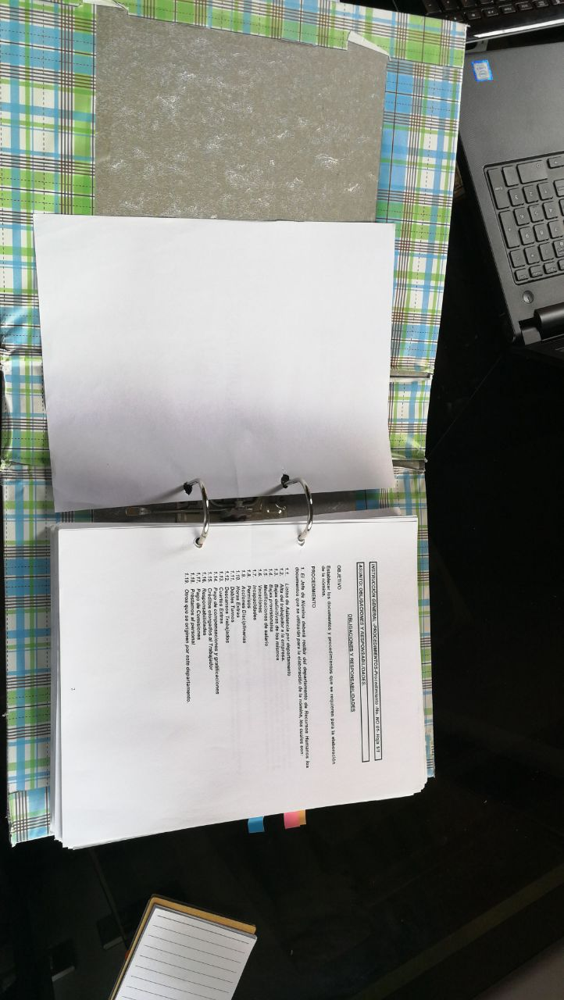 INSTRUCCIÓN GENERAL -PROCEDIMIENTOS-Procedimiento -No. NO 01- Hoja 1/1
ASUNTO: OBLIGACIONES Y RESPONSABILIDADES.
OBLIGACIONES Y RESPONSABILIDADES
OBJETIVO
Establecer los documentos y procedimientos que se requieren para la elaboración
de la nómina.
PROCEDIMIENTO
1. El Jefe de Nómina deberá recibir del departamento de Recursos Humanos los
documentos que se utilizarán para la elaboración de la nómina, los cuales son:
1.1. Listas de Asistencia por departamento
1.2. Alta del trabajador a la empresa.
1.3. Bajas definitivas de los mismos
1.4. Bajas provisionales
1.5. Modificaciones de salario
1.6. Vacaciones
1.7. Incapacidades
1.8. Permisos
1.9. Acciones Disciplinarias
1.10. Horas Extras
1.11. Dobles Turnos
1.12. Descansos Trabajados
1.13. Cuartos Extras
1.14. Pago de compensaciones y gratificaciones
1.15. Créditos otorgados al Trabajador
1.16. Responsabilidades
1.17. Pago de Comisiones
1.18. Préstamos al personal
1.19. Otros que se originen por este departamento.